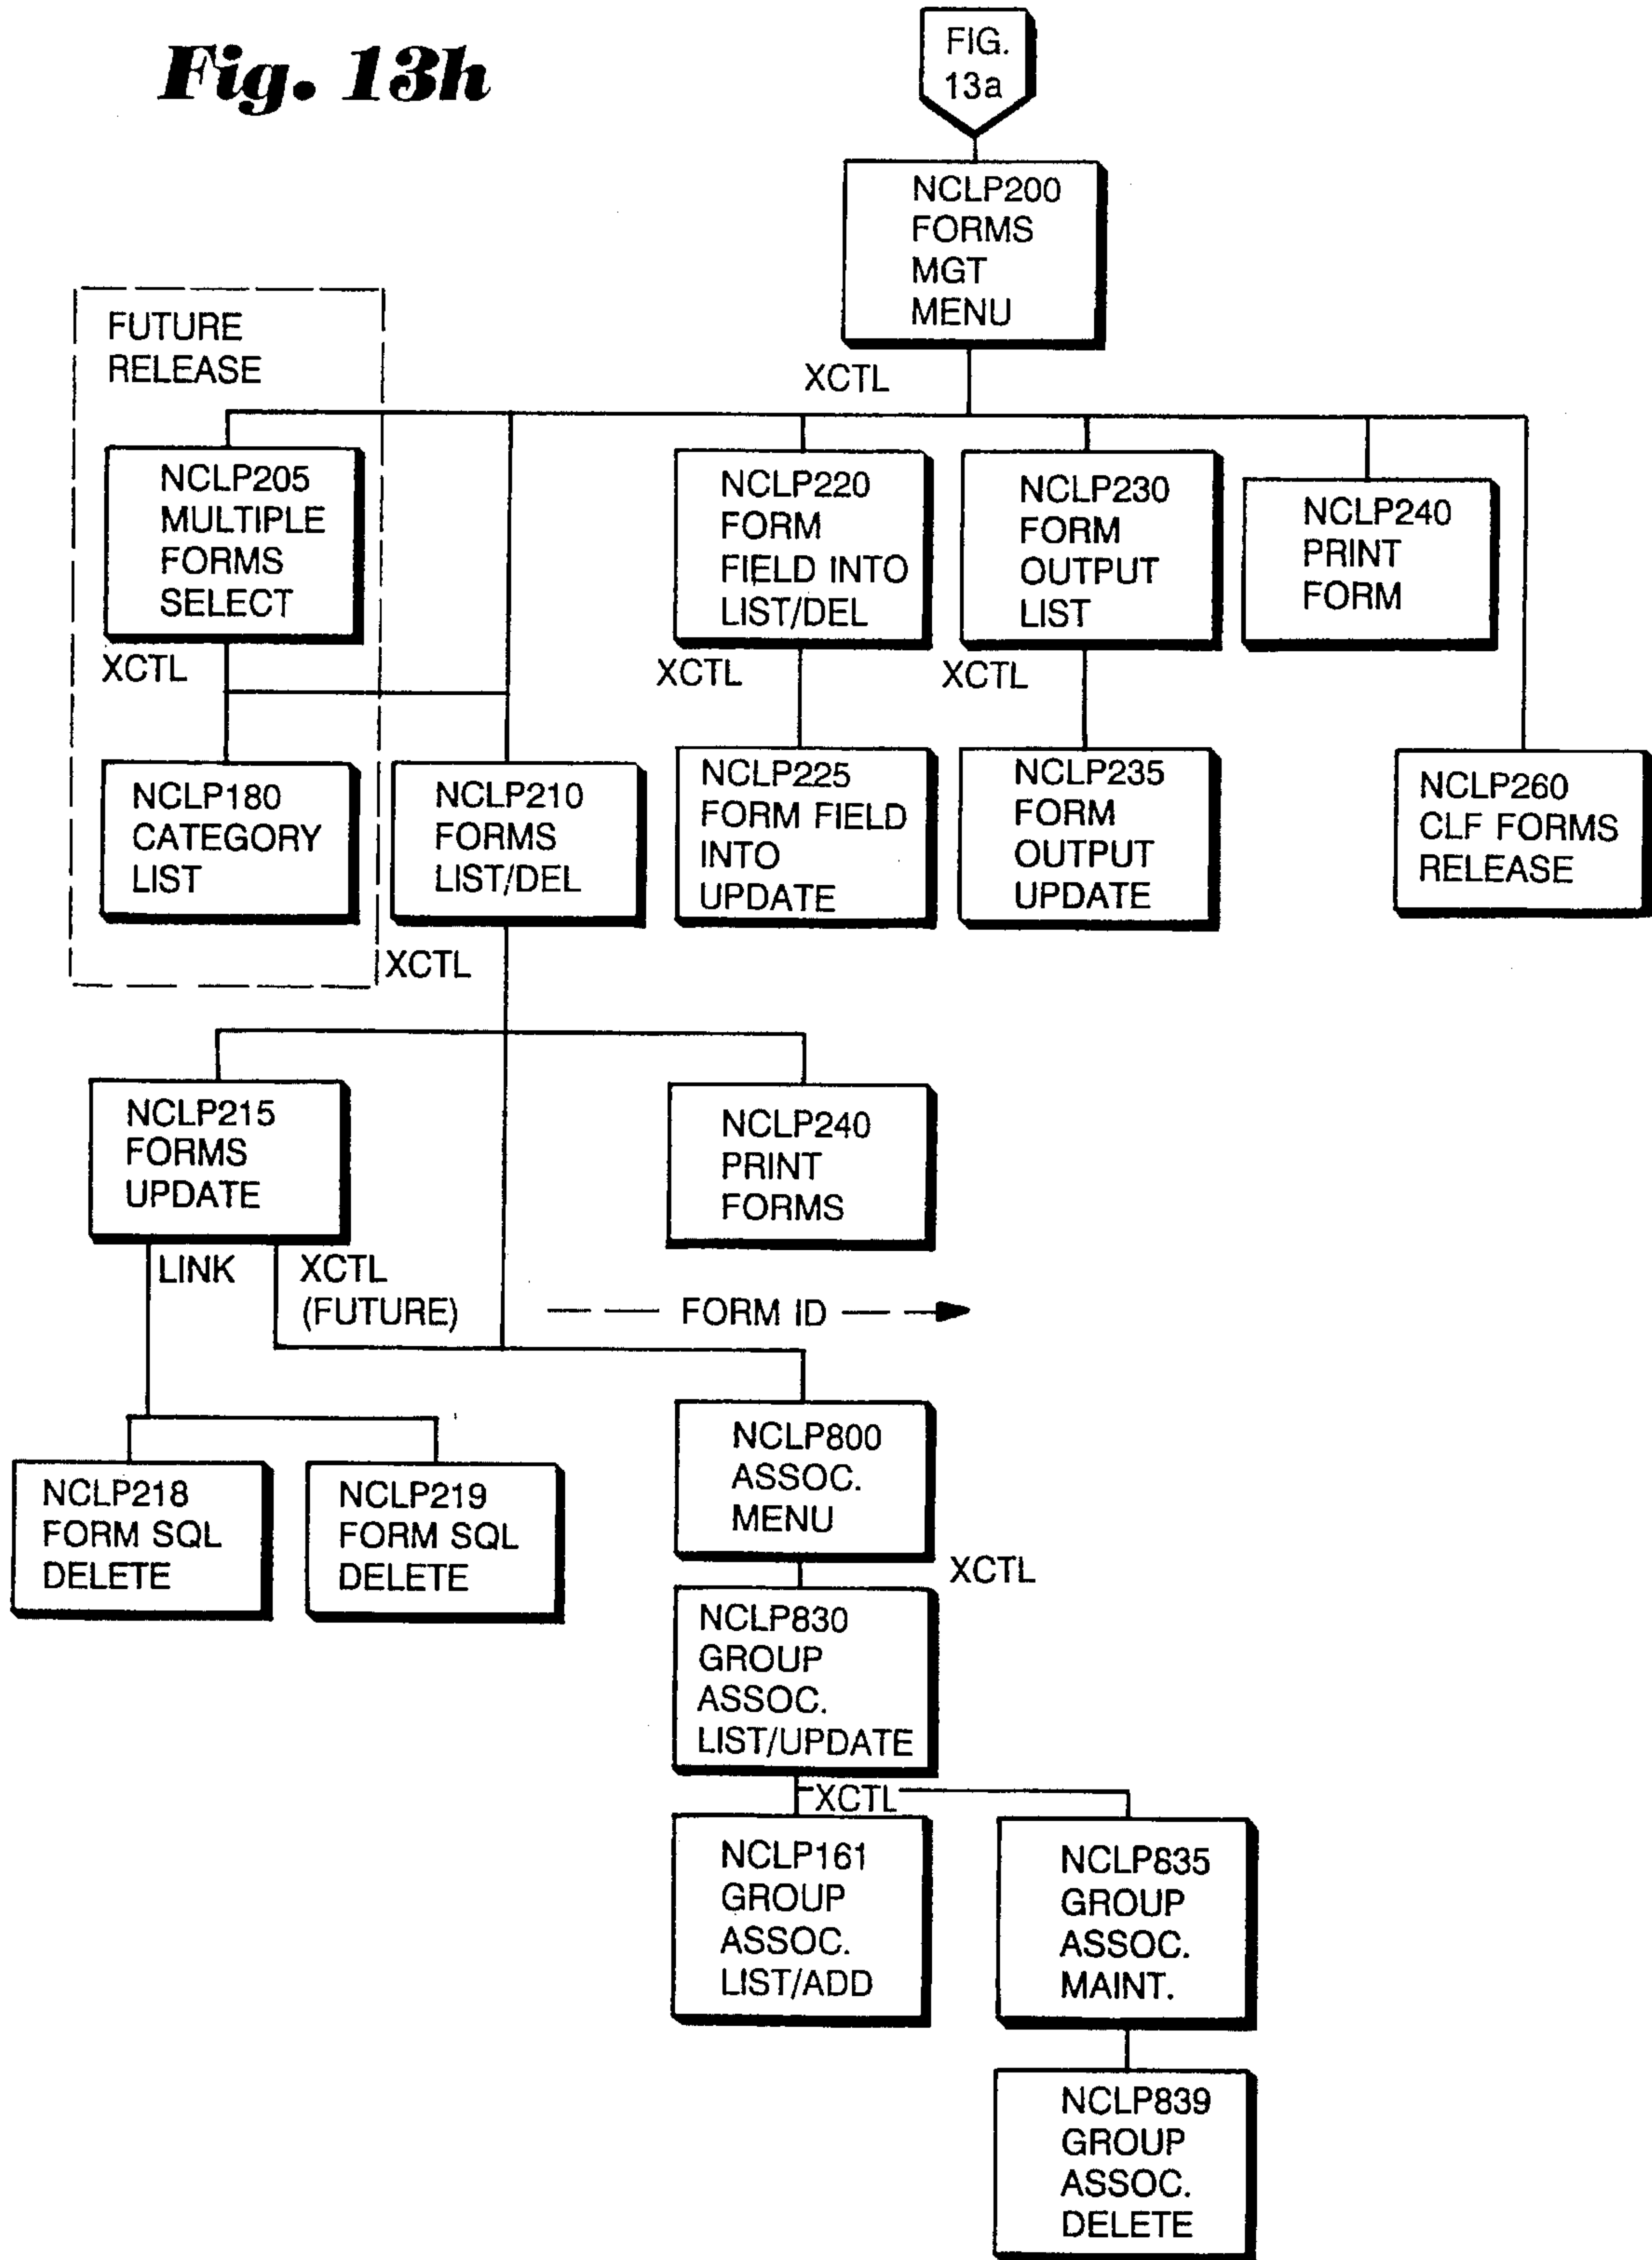 Fig. 13h
FIG.
13a
NCLP200
FORMS
MGT
MENU
XCTL
FUTURE
RELEASE
NCLP205
MULTIPLE
FORMS
SELECT
XCTL
NCLP220
FORM
FIELD INTO
LIST/DEL
XCTL
NCLP230
FORM
OUTPUT
LIST
XCTL
NCLP240
PRINT
FORM
NCLP180
CATEGORY
LIST
NCLP210
FORMS
LIST/DEL
XCTL
NCLP225
FORM FIELD
INTO
UPDATE
NCLP235
FORM
OUTPUT
UPDATE
NCLP260
CLF FORMS
RELEASE
NCLP215
FORMS
UPDATE
NCLP240
PRINT
FORMS
LINK
XCTL
(FUTURE)
FORM ID
NCLP218
FORM SQL
DELETE
NCLP219
FORM SQL
DELETE
NCLP800
ASSOC.
MENU
XCTL
NCLP830
GROUP
ASSOC.
LIST/UPDATE
XCTL
NCLP161
GROUP
ASSOC.
LIST/ADD
NCLP835
GROUP
ASSOC.
MAINT.
NCLP839
GROUP
ASSOC.
DELETE